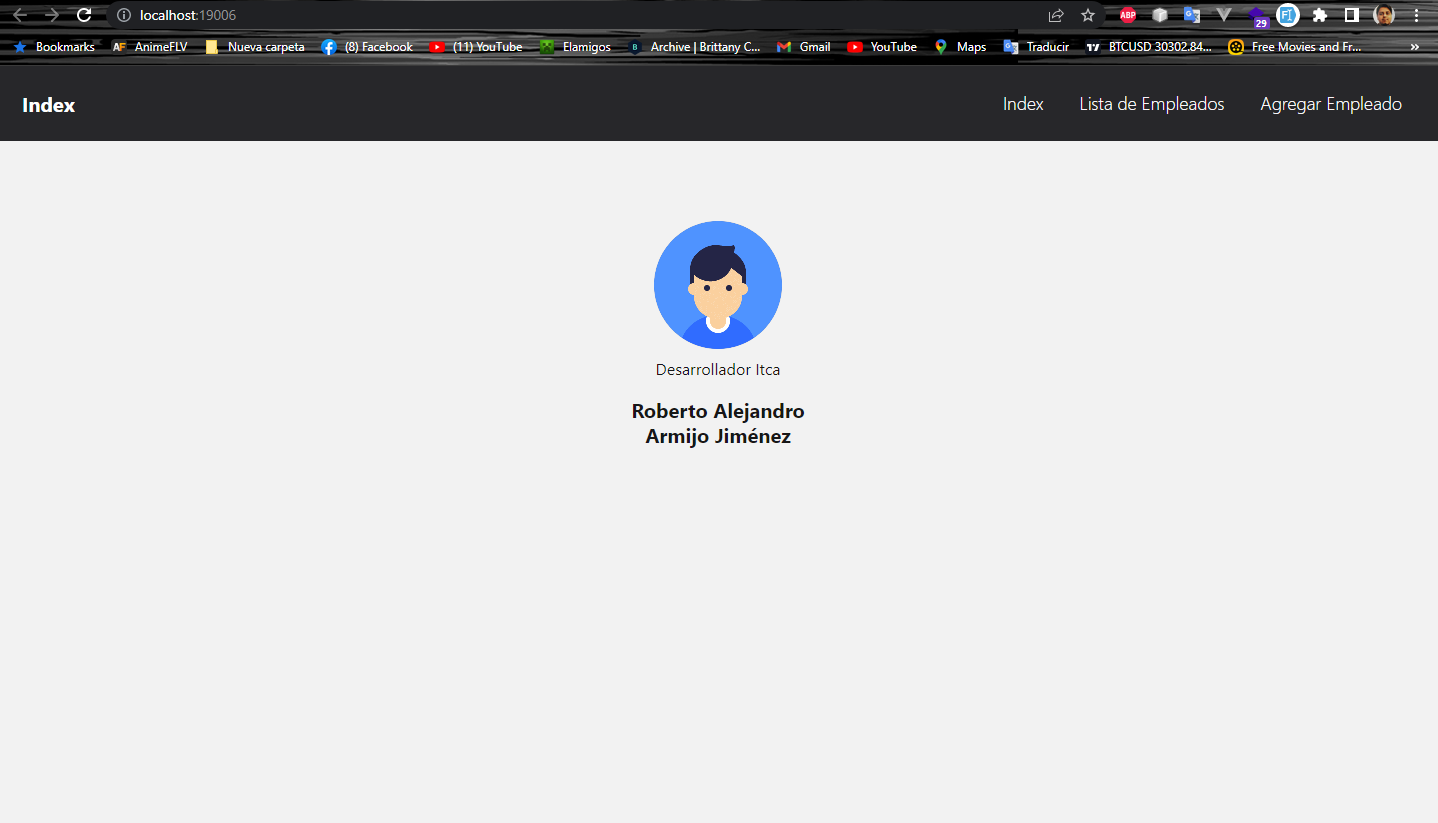 localhost:19006
ABP
29
Bookmarks AF AnimeFLV Nueva carpeta (8) Facebook (11) YouTube Elamigos B Archive | Brittany C... Gmail YouTube Maps Traducir BTCUSD 30302.84... Free Movies and Fr... »
Index Index Lista de Empleados Agregar Empleado
Desarrollador Itca
Roberto Alejandro
Armijo Jiménez